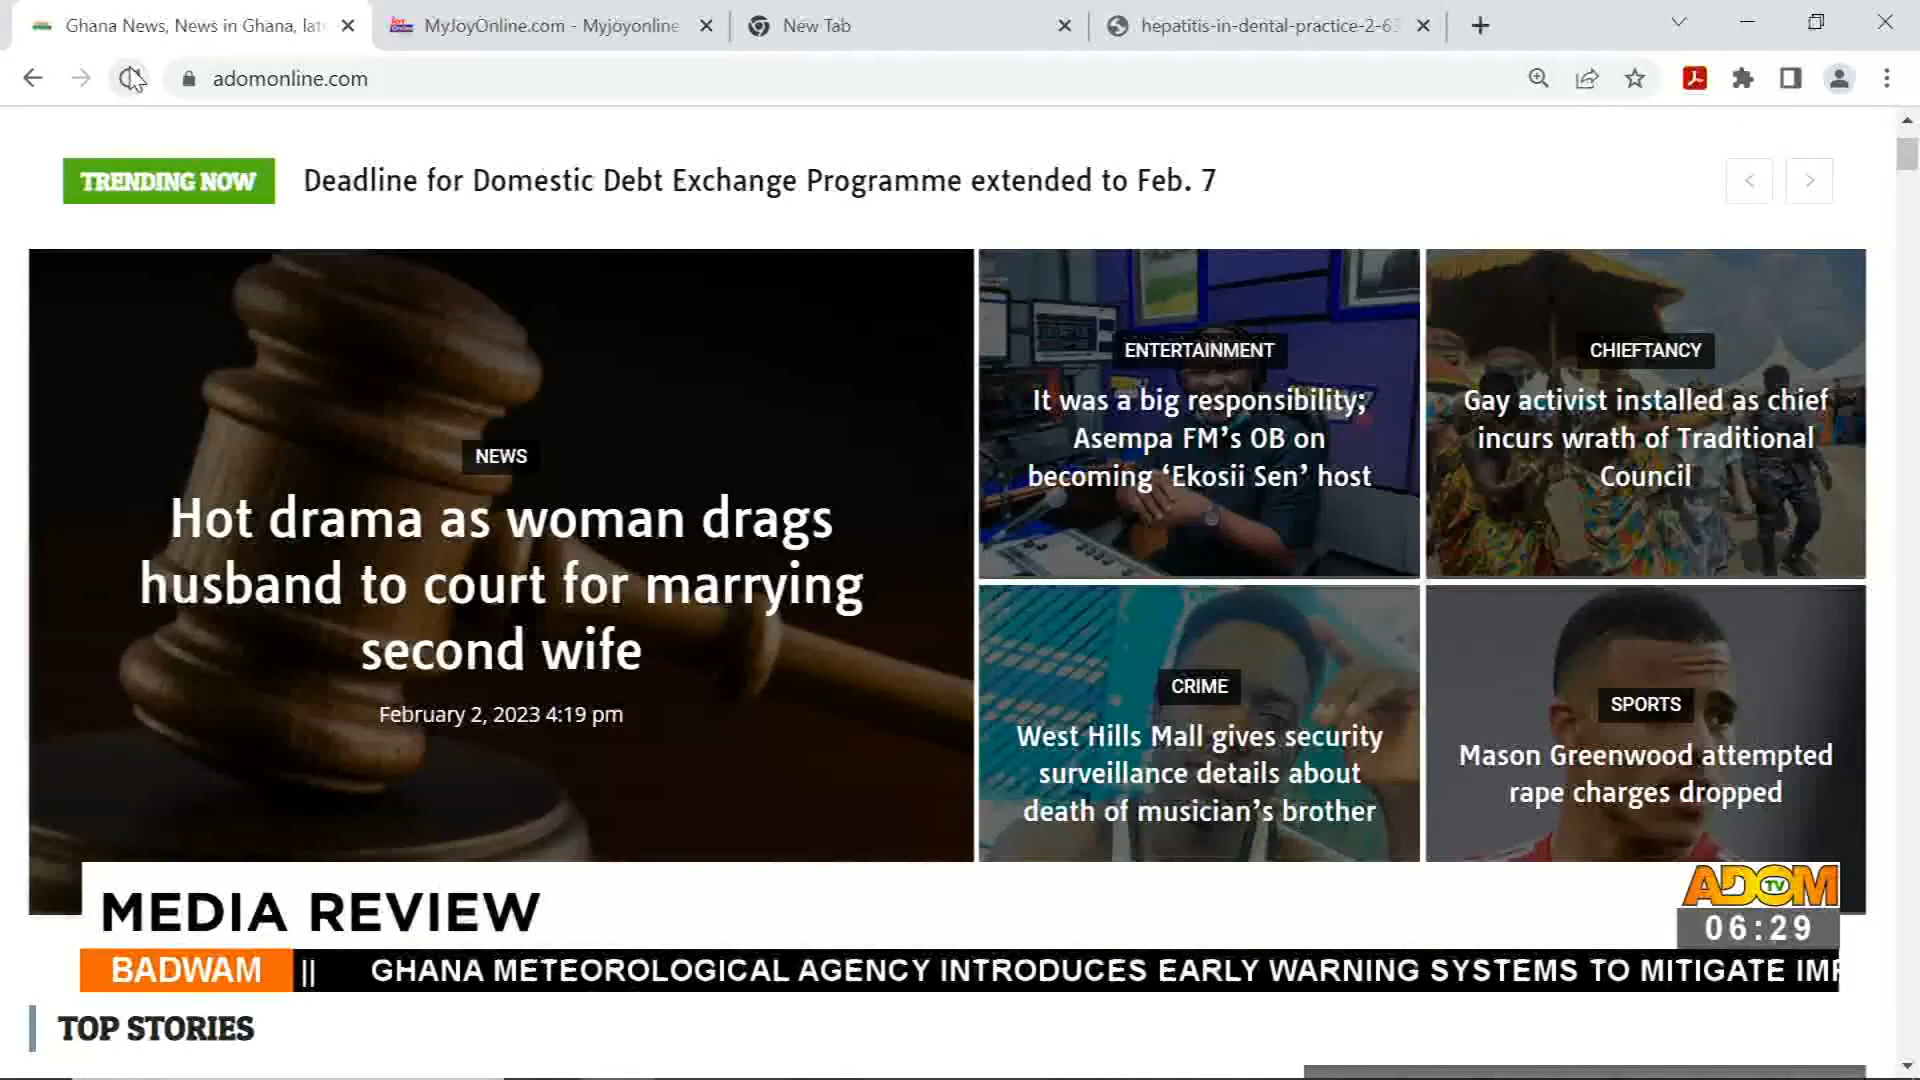 Ghana News, News in Ghana, lat
MyJoyOnline.com - Myjoyonline
New Tab
hepatitis-in-dental-practice-2-63
adomonline.com
TRENDING NOW
Deadline for Domestic Debt Exchange Programme extended to Feb. 7
NEWS
Hot drama as woman drags
husband to court for marrying
second wife
February 2, 2023 4:19 pm
ENTERTAINMENT
It was a big responsibility;
Asempa FM’s OB on
becoming ‘Ekosii Sen’ host
CHIEFTANCY
Gay activist installed as chief
incurs wrath of Traditional
Council
CRIME
West Hills Mall gives security
surveillance details about
death of musician’s brother
SPORTS
Mason Greenwood attempted
rape charges dropped
MEDIA REVIEW
ADOM TV
06:29
BADWAM || GHANA METEOROLOGICAL AGENCY INTRODUCES EARLY WARNING SYSTEMS TO MITIGATE IMP
TOP STORIES